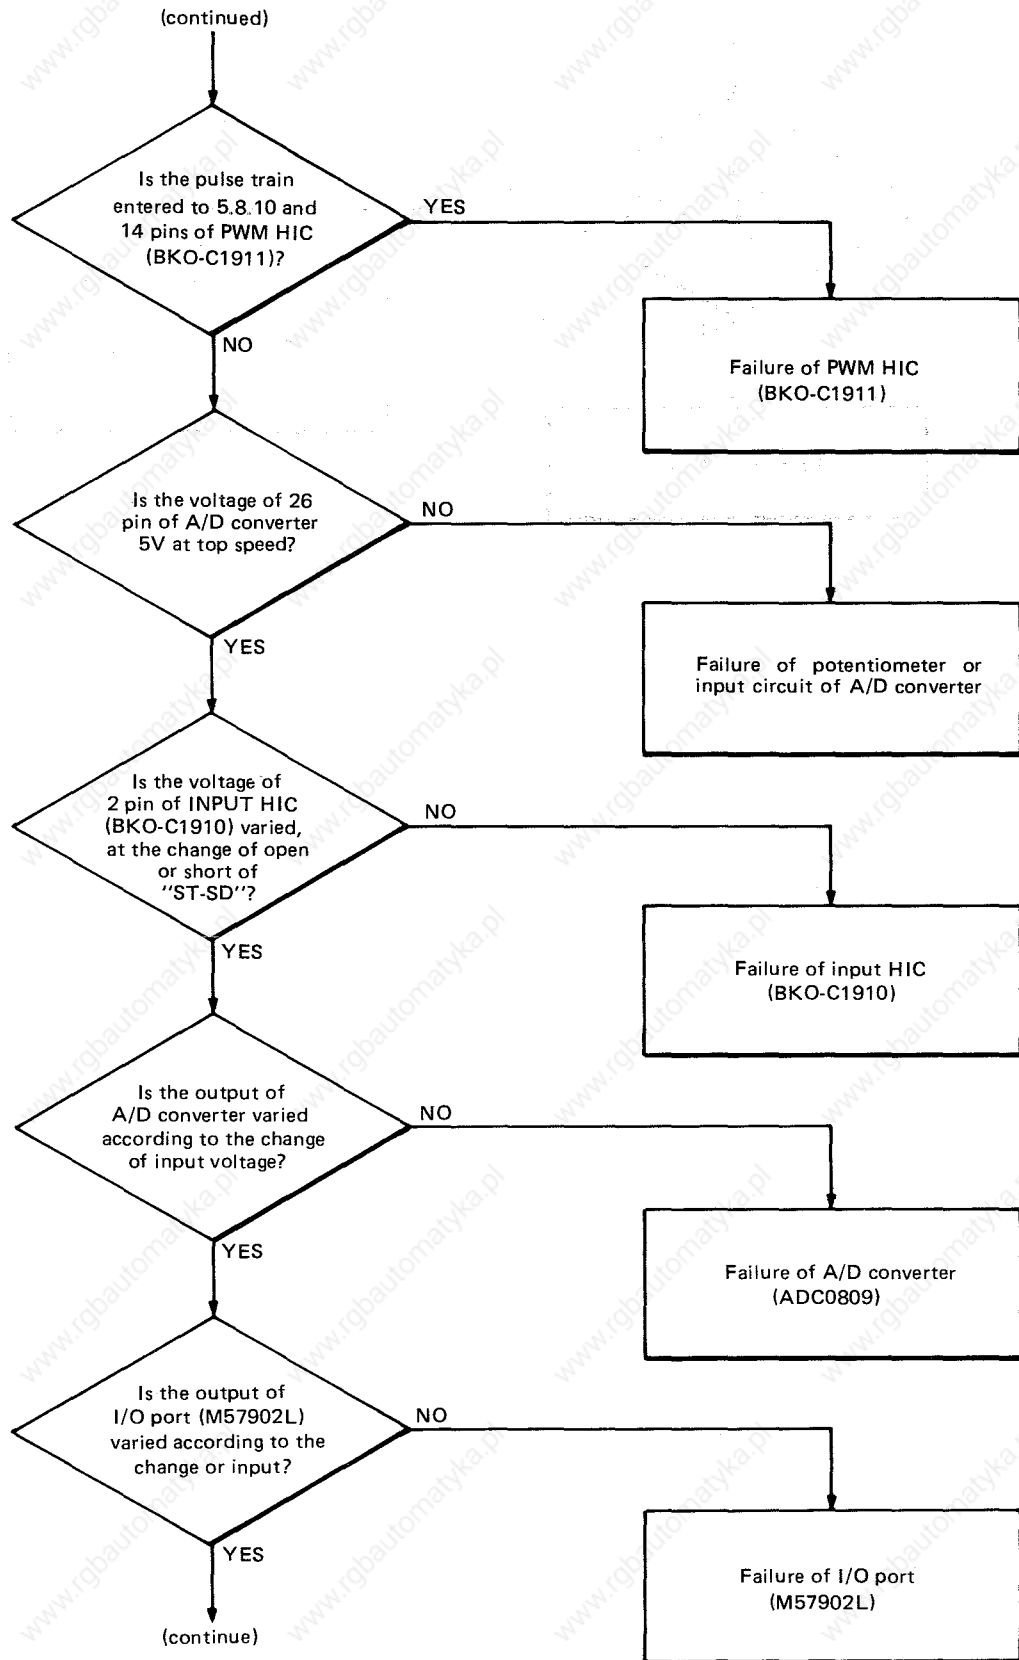 (continued)
Is the pulse train
entered to 5.8.10 and
14 pins of PWM HIC
(BKO-C1911)?
YES
NO
Failure of PWM HIC
(BKO-C1911)
Is the voltage of 26
pin of A/D converter
5V at top speed?
NO
YES
Failure of potentiometer or
input circuit of A/D converter
Is the voltage of
2 pin of INPUT HIC
(BKO-C1910) varied,
at the change of open
or short of
"ST-SD"?
NO
YES
Failure of input HIC
(BKO-C1910)
Is the output of
A/D converter varied
according to the change
of input voltage?
NO
YES
Failure of A/D converter
(ADC0809)
Is the output of
I/O port (M57902L)
varied according to the
change or input?
NO
YES
Failure of I/O port
(M57902L)
(continue)
www.rgbautomatyka.pl